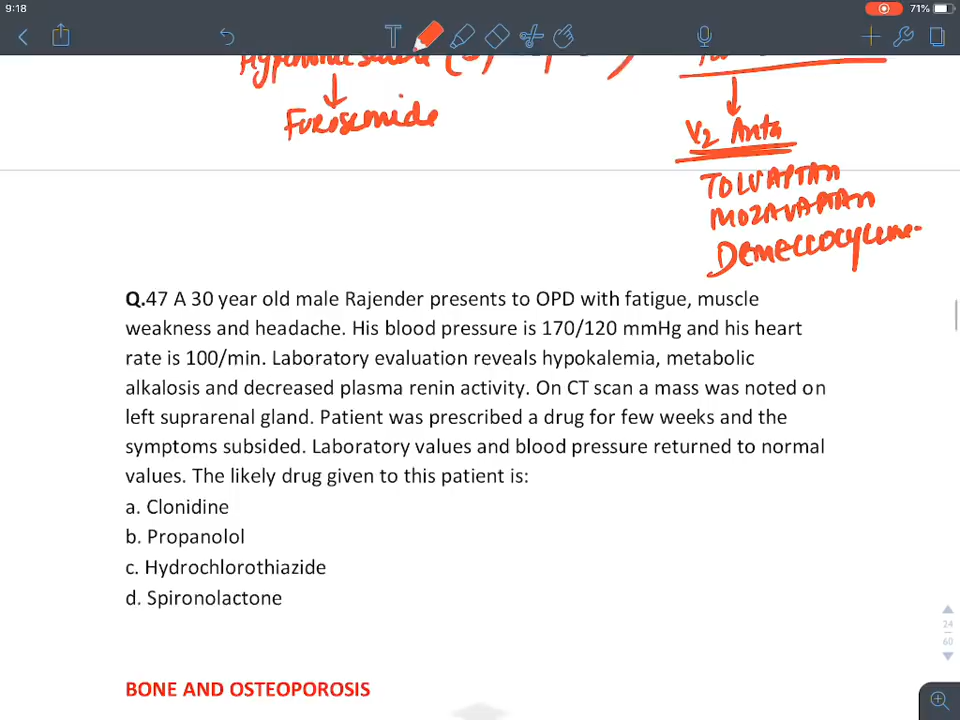 9:18
71%
T
Furosemide
V2 Anta
TOLVAPTAN
MOZAVAPTAN
Q.47 A 30 year old male Rajender presents to OPD with fatigue, muscle
weakness and headache. His blood pressure is 170/120 mmHg and his heart
rate is 100/min. Laboratory evaluation reveals hypokalemia, metabolic
alkalosis and decreased plasma renin activity. On CT scan a mass was noted on
left suprarenal gland. Patient was prescribed a drug for few weeks and the
symptoms subsided. Laboratory values and blood pressure returned to normal
values. The likely drug given to this patient is:
a. Clonidine
b. Propanolol
c. Hydrochlorothiazide
d. Spironolactone
24
60
BONE AND OSTEOPOROSIS